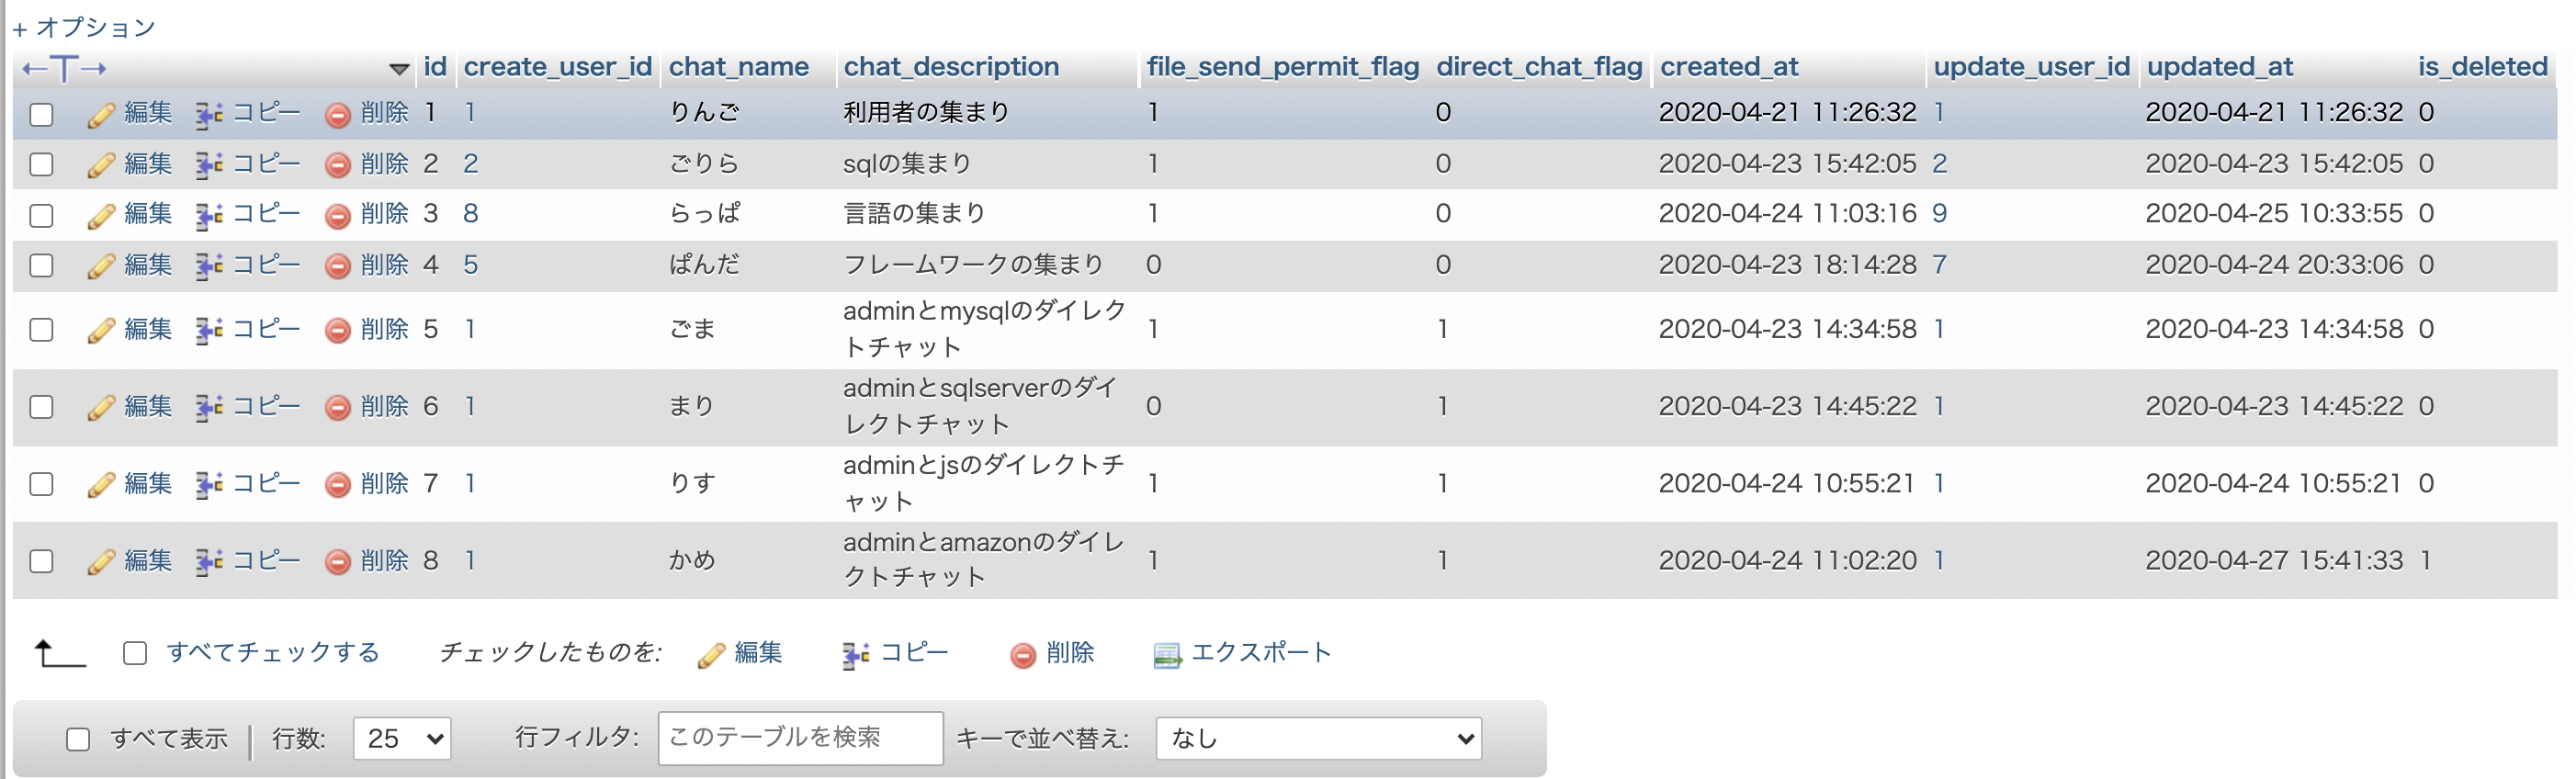 + オプション
←T→ ▼ id create_user_id chat_name chat_description file_send_permit_flag direct_chat_flag created_at update_user_id updated_at is_deleted
編集 コピー 削除 1 1 りんご 利用者の集まり 1 0 2020-04-21 11:26:32 1 2020-04-21 11:26:32 0
編集 コピー 削除 2 2 ごりら sqlの集まり 1 0 2020-04-23 15:42:05 2 2020-04-23 15:42:05 0
編集 コピー 削除 3 8 らっぱ 言語の集まり 1 0 2020-04-24 11:03:16 9 2020-04-25 10:33:55 0
編集 コピー 削除 4 5 ぱんだ フレームワークの集まり 0 0 2020-04-23 18:14:28 7 2020-04-24 20:33:06 0
編集 コピー 削除 5 1 ごま adminとmysqlのダイレク
トチャット 1 1 2020-04-23 14:34:58 1 2020-04-23 14:34:58 0
編集 コピー 削除 6 1 まり adminとsqlserverのダイ
レクトチャット 0 1 2020-04-23 14:45:22 1 2020-04-23 14:45:22 0
編集 コピー 削除 7 1 りす adminとjsのダイレクトチ
ャット 1 1 2020-04-24 10:55:21 1 2020-04-24 10:55:21 0
編集 コピー 削除 8 1 かめ adminとamazonのダイレ
クトチャット 1 1 2020-04-24 11:02:20 1 2020-04-27 15:41:33 1
すべてチェックする チェックしたものを: 編集 コピー 削除 エクスポート
すべて表示 行数: 25 行フィルタ: このテーブルを検索 キーで並べ替え: なし